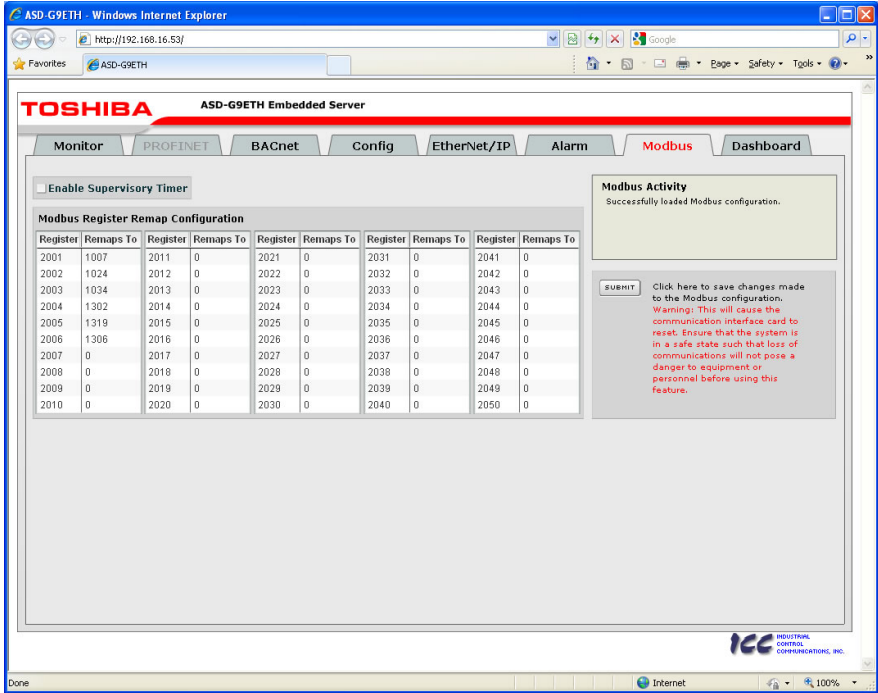 ASD-G9ETH - Windows Internet Explorer
http://192.168.16.53/
Google
Favorites ASD-G9ETH Page Safety Tools
TOSHIBA ASD-G9ETH Embedded Server
Monitor PROFINET BACnet Config EtherNet/IP Alarm Modbus Dashboard
Enable Supervisory Timer
Modbus Register Remap Configuration
Register Remaps To Register Remaps To Register Remaps To Register Remaps To Register Remaps To
2001 1007 2011 0 2021 0 2031 0 2041 0
2002 1024 2012 0 2022 0 2032 0 2042 0
2003 1034 2013 0 2023 0 2033 0 2043 0
2004 1302 2014 0 2024 0 2034 0 2044 0
2005 1319 2015 0 2025 0 2035 0 2045 0
2006 1306 2016 0 2026 0 2036 0 2046 0
2007 0 2017 0 2027 0 2037 0 2047 0
2008 0 2018 0 2028 0 2038 0 2048 0
2009 0 2019 0 2029 0 2039 0 2049 0
2010 0 2020 0 2030 0 2040 0 2050 0
Modbus Activity
Successfully loaded Modbus configuration.
SUBMIT
Click here to save changes made
to the Modbus configuration.
Warning: This will cause the
communication interface card to
reset. Ensure that the system is
in a safe state such that loss of
communications will not pose a
danger to equipment or
personnel before using this
feature.
ICC INDUSTRIAL
CONTROL
COMMUNICATIONS, INC.
Done Internet 100%